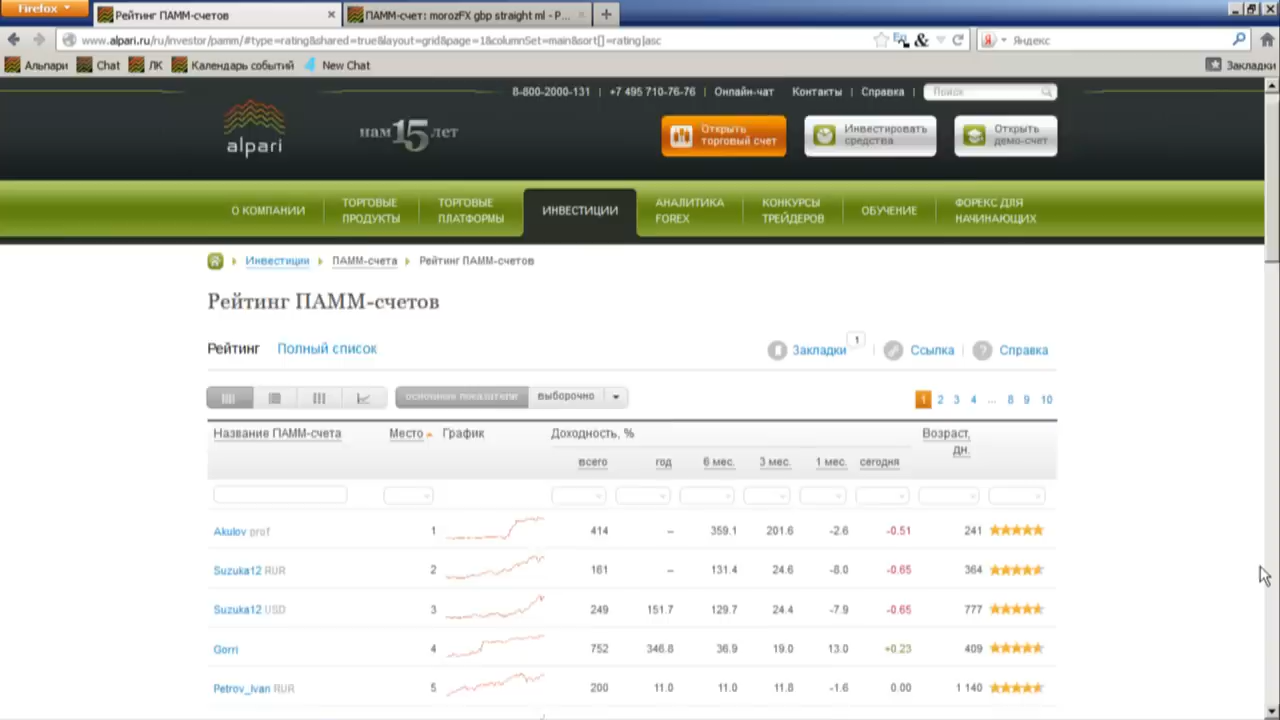 Firefox
Рейтинг ПАММ-счетов
ПАММ-счет: morozFX gbp straight ml - P...
www.alpari.ru/ru/investor/pamm/#type=rating&shared=true&layout=grid&page=1&columnSet=main&sort[]=rating|asc
Яндекс
Альпари Chat ЛК Календарь событий New Chat Закладки
8-800-2000-131 | +7 495 710-76-76 | Онлайн-чат Контакты | Справка | Поиск
alpari
нам 15 лет
Открыть торговый счет
Инвестировать средства
Открыть демо-счет
О КОМПАНИИ
ТОРГОВЫЕ ПРОДУКТЫ
ТОРГОВЫЕ ПЛАТФОРМЫ
ИНВЕСТИЦИИ
АНАЛИТИКА FOREX
КОНКУРСЫ ТРЕЙДЕРОВ
ОБУЧЕНИЕ
ФОРЕКС ДЛЯ НАЧИНАЮЩИХ
Инвестиции ПАММ-счета Рейтинг ПАММ-счетов
Рейтинг ПАММ-счетов
Рейтинг Полный список
Закладки 1 | Ссылка | Справка
основные показатели выборочно
1 2 3 4 ... 8 9 10
Название ПАММ-счета Место График Доходность, % Возраст, дн.
всего год 6 мес. 3 мес. 1 мес. сегодня
Akulov prof 1 414 – 359.1 201.6 -2.6 -0.51 241
Suzuka12 RUR 2 161 – 131.4 24.6 -8.0 -0.65 364
Suzuka12 USD 3 249 151.7 129.7 24.4 -7.9 -0.65 777
Gorri 4 752 346.8 36.9 19.0 13.0 +0.23 409
Petrov_Ivan RUR 5 200 11.0 11.0 11.8 -1.6 0.00 1 140